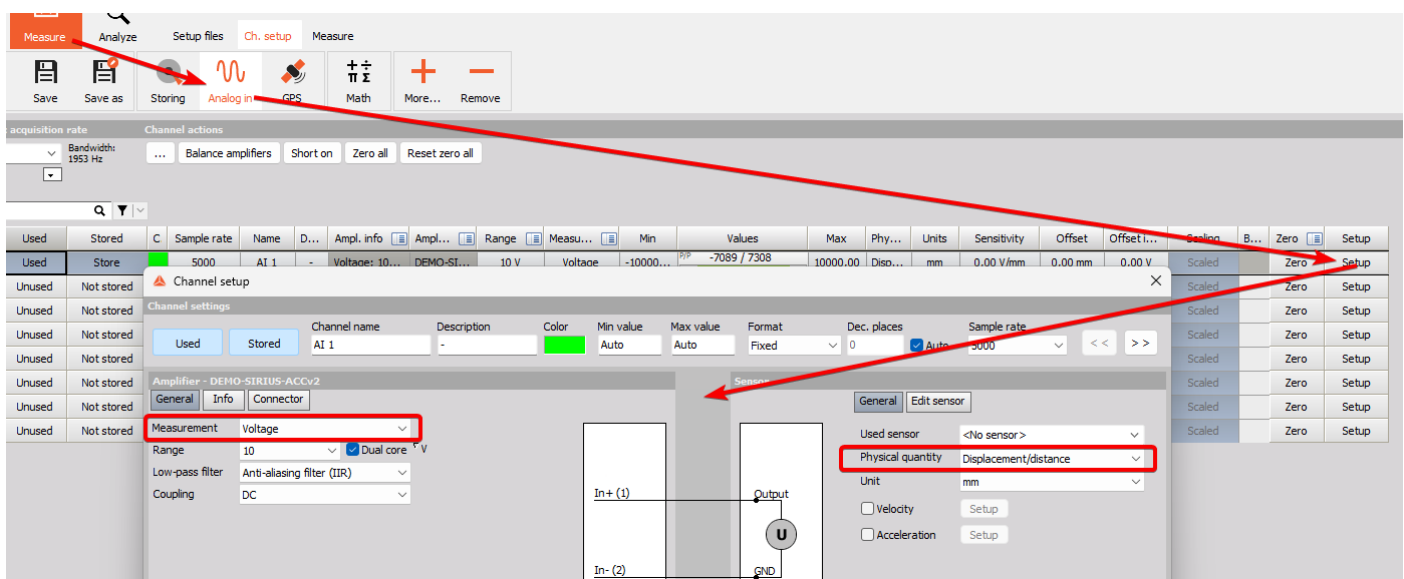 Measure Analyze Setup files Ch. setup Measure
Save Save as Storing Analog in GPS Math More... Remove
acquisition rate Channel actions
Bandwidth:
1953 Hz
... Balance amplifiers Short on Zero all Reset zero all
Used Stored C Sample rate Name D... Ampl. info Ampl... Range Measu... Min Values Max Phy... Units Sensitivity Offset Offset i... Scaling B... Zero Setup
Used Store 5000 AI 1 - Voltage: 10... DEMO-SI... 10 V Voltage -10000... P/P -7089 / 7308 10000.00 Disp... mm 0.00 V/mm 0.00 mm 0.00 V Scaled Zero Setup
Unused Not stored Scaled Zero Setup
Unused Not stored Scaled Zero Setup
Unused Not stored Scaled Zero Setup
Unused Not stored Scaled Zero Setup
Unused Not stored Scaled Zero Setup
Unused Not stored Scaled Zero Setup
Unused Not stored Scaled Zero Setup
Channel setup
Channel settings
Used Stored
Channel name Description Color Min value Max value Format Dec. places Sample rate
AI 1 - Auto Auto Fixed 0 Auto 5000 << >>
Amplifier - DEMO-SIRIUS-ACCv2
General Info Connector
Measurement Voltage
Range 10 Dual core V
Low-pass filter Anti-aliasing filter (IIR)
Coupling DC
In+ (1)
In- (2)
Sensor
Output
U
GND
General Edit sensor
Used sensor <No sensor>
Physical quantity Displacement/distance
Unit mm
Velocity Setup
Acceleration Setup